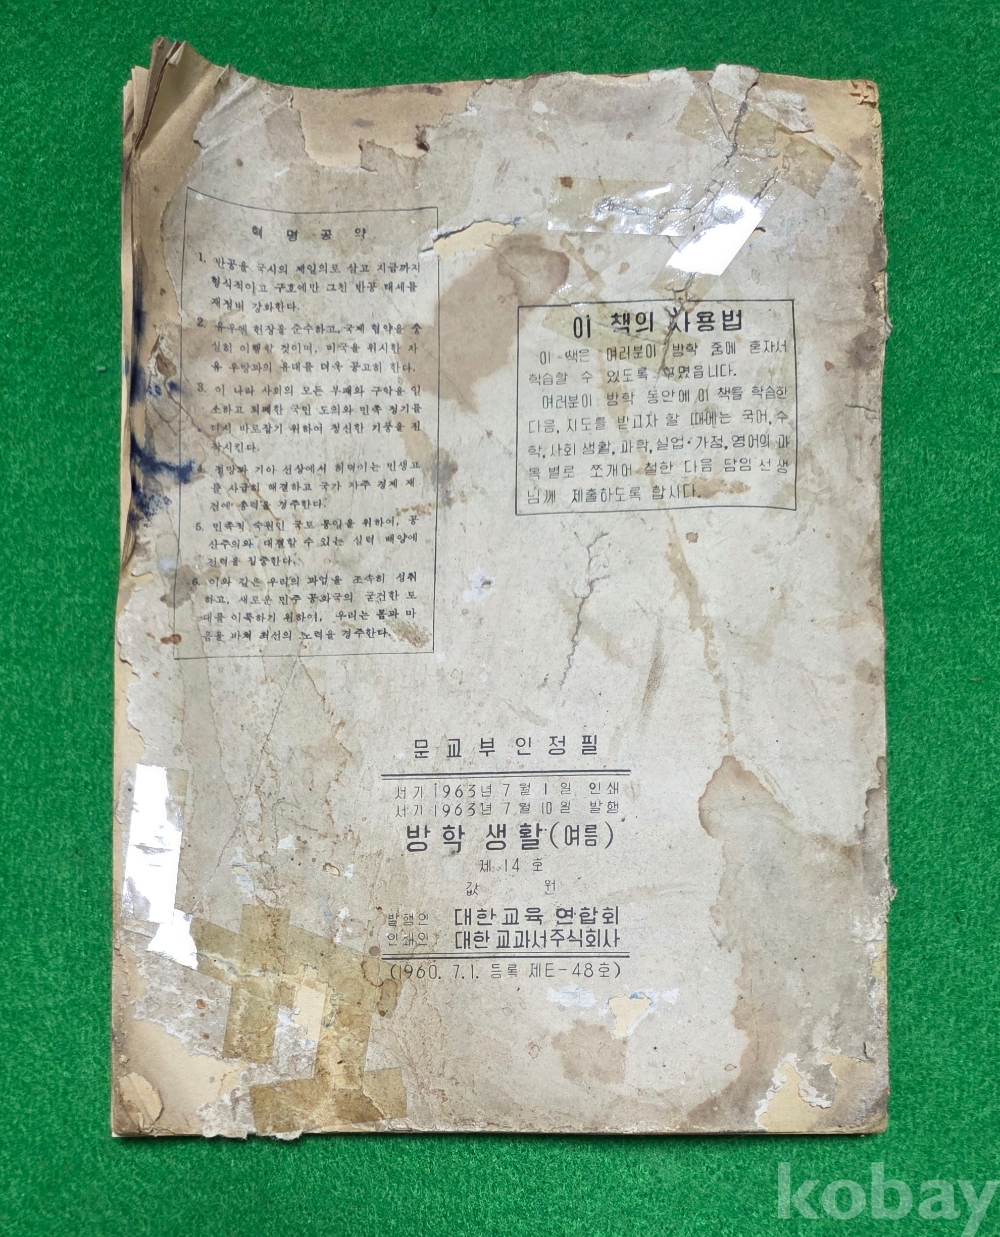 혁명공약
1. 반공을 국시의 제일의로 삼고 지금까지
형식적이고 구호에만 그친 반공 태세를
재정비 강화한다.
2. 유우엔 헌장을 준수하고, 국제 협약을 충
실히 이행할 것이며, 미국을 위시한 자
유 우방과의 유대를 더욱 공고히 한다.
3. 이 나라 사회의 모든 부패와 구악을 일
소하고 퇴폐한 국민 도의와 민족 정기를
다시 바로잡기 위하여 청신한 기풍을 진
작시킨다.
4. 절망과 기아 선상에서 허덕이는 민생고
를 시급히 해결하고 국가 자주 경제 재
건에 총력을 경주한다.
5. 민족적 숙원인 국토 통일을 위하여, 공
산주의와 대결할 수 있는 실력 배양에
전력을 집중한다.
6. 이와 같은 우리의 과업을 조속히 성취
하고, 새로운 민주 공화국의 굳건한 토
대를 이룩하기 위하여, 우리는 몸과 마
음을 바쳐 최선의 노력을 경주한다.
이 책의 사용법
이 책은 여러분이 방학 중에 혼자서
학습할 수 있도록 꾸몄읍니다.
여러분이 방학 동안에 이 책을 학습한
다음, 지도를 받고자 할 때에는 국어, 수
학, 사회 생활, 과학, 실업·가정, 영어의 과
목별로 쪼개어 철한 다음 담임 선생
님께 제출하도록 합시다.
문교부인정필
서기 1963년 7월 1일 인쇄
서기 1963년 7월 10일 발행
방학 생활(여름)
제 14 호
값 원
발행인 대한교육연합회
인쇄인 대한교과서주식회사
(1960. 7.1. 등록 제E-48호)
kobay